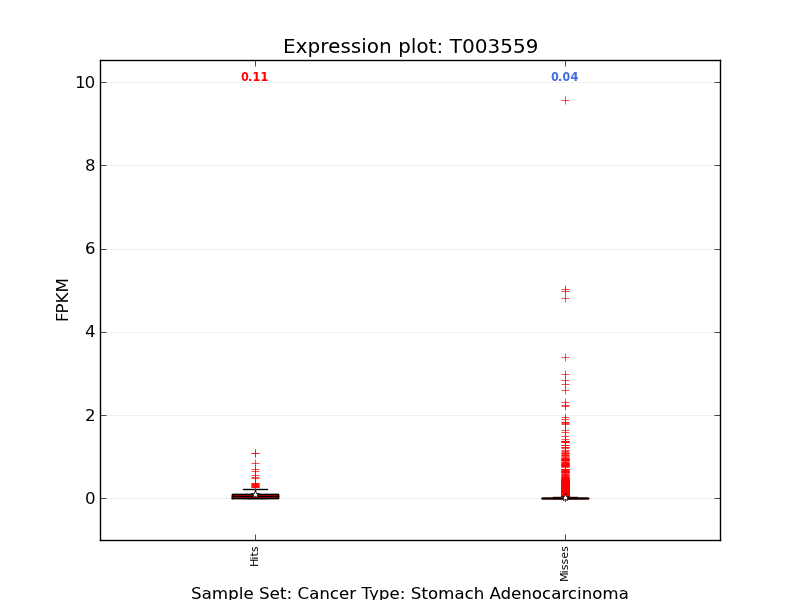 Expression plot: T003559
0.11
0.04
10
8
6
4
2
0
FPKM
Hits
Misses
Sample Set: Cancer Type: Stomach Adenocarcinoma